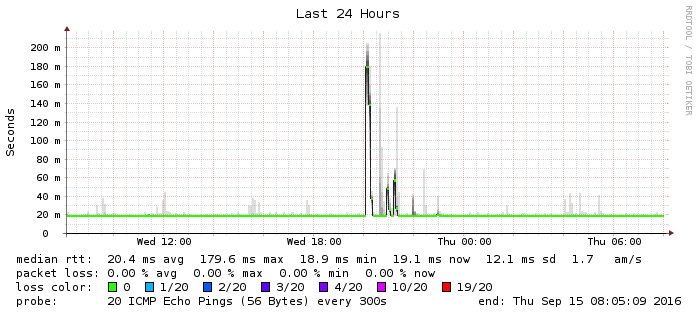 Last 24 Hours
RRDTOOL / TOBI OETIKER
Seconds
200 m
180 m
160 m
140 m
120 m
100 m
80 m
60 m
40 m
20 m
0
Wed 12:00 Wed 18:00 Thu 00:00 Thu 06:00
median rtt: 20.4 ms avg 179.6 ms max 18.9 ms min 19.1 ms now 12.1 ms sd 1.7 am/s
packet loss: 0.00 % avg 0.00 % max 0.00 % min 0.00 % now
loss color: 0 1/20 2/20 3/20 4/20 10/20 19/20
probe: 20 ICMP Echo Pings (56 Bytes) every 300s end: Thu Sep 15 08:05:09 2016